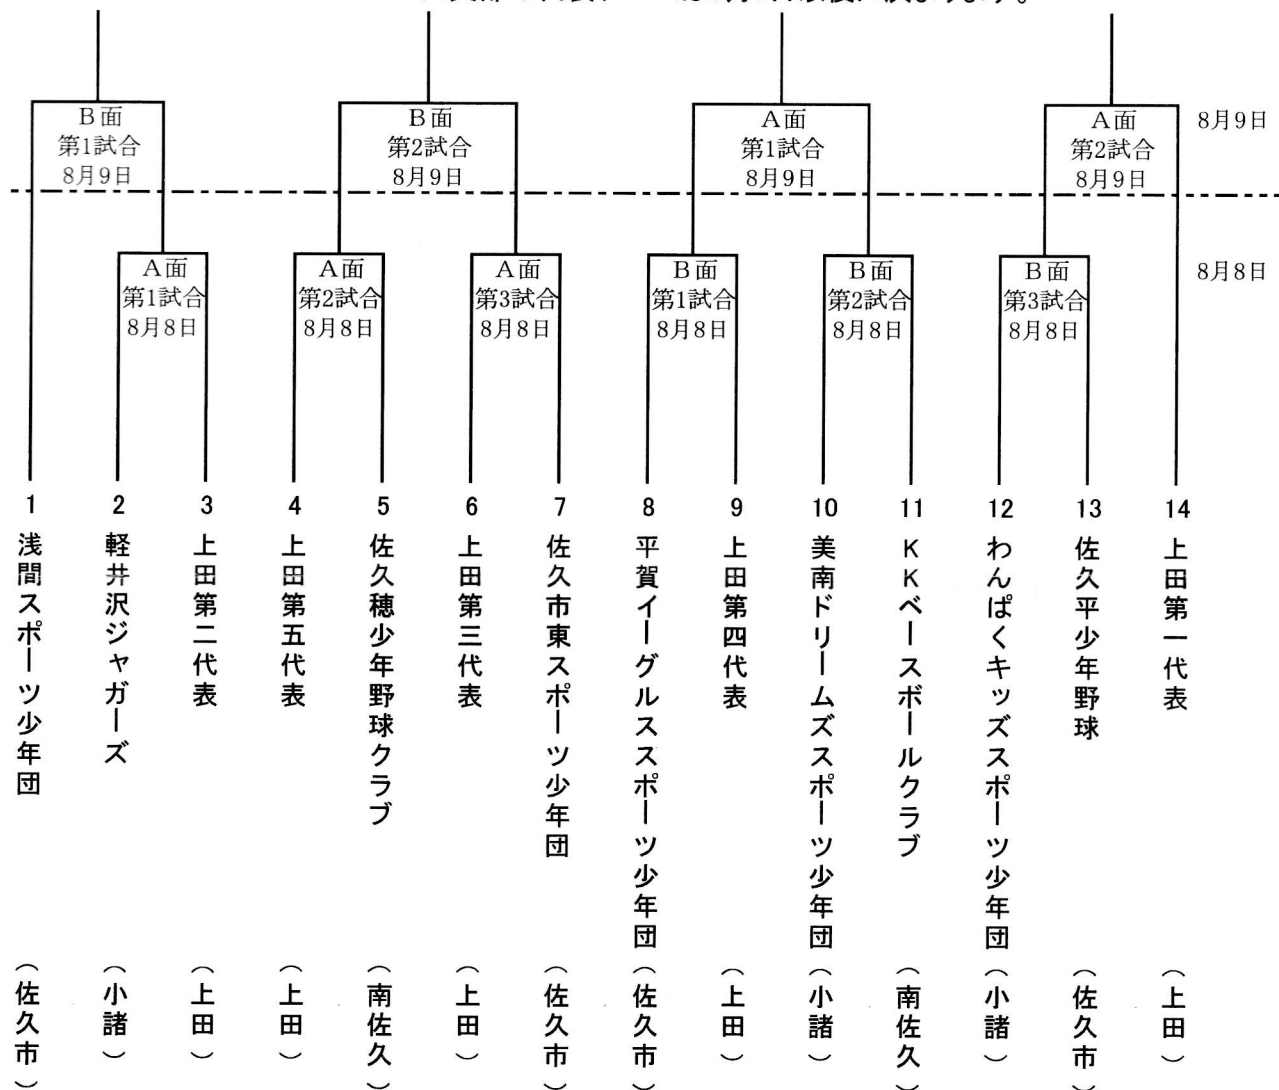 B面
第1試合
8月9日
B面
第2試合
8月9日
A面
第1試合
8月9日
A面
第2試合
8月9日
8月9日
A面
第1試合
8月8日
A面
第2試合
8月8日
A面
第3試合
8月8日
B面
第1試合
8月8日
B面
第2試合
8月8日
B面
第3試合
8月8日
8月8日
1
浅間スポーツ少年団
（佐久市）
2
軽井沢ジャガーズ
（小諸）
3
上田第二代表
（上田）
4
上田第五代表
（上田）
5
佐久穂少年野球クラブ
（南佐久）
6
上田第三代表
（上田）
7
佐久市東スポーツ少年団
（佐久市）
8
平賀イーグルススポーツ少年団
（佐久市）
9
上田第四代表
（上田）
10
美南ドリームズスポーツ少年団
（小諸）
11
KKベースボールクラブ
（南佐久）
12
わんぱくキッズスポーツ少年団
（小諸）
13
佐久平少年野球
（佐久市）
14
上田第一代表
（上田）